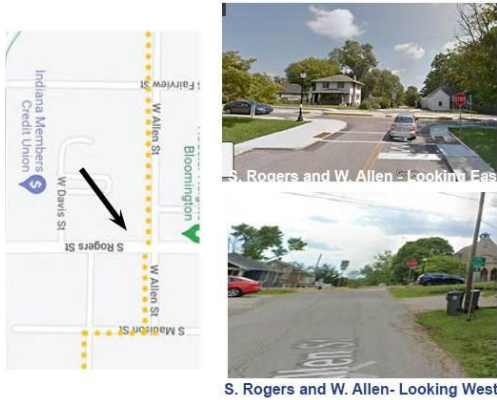 S Fairview St
W Allen St
Indiana Members
Credit Union
Bloomington
W Davis St
S Rogers St
W Allen St
S Madison St
S. Rogers and W. Allen - Looking East
Allen St
S. Rogers and W. Allen- Looking West